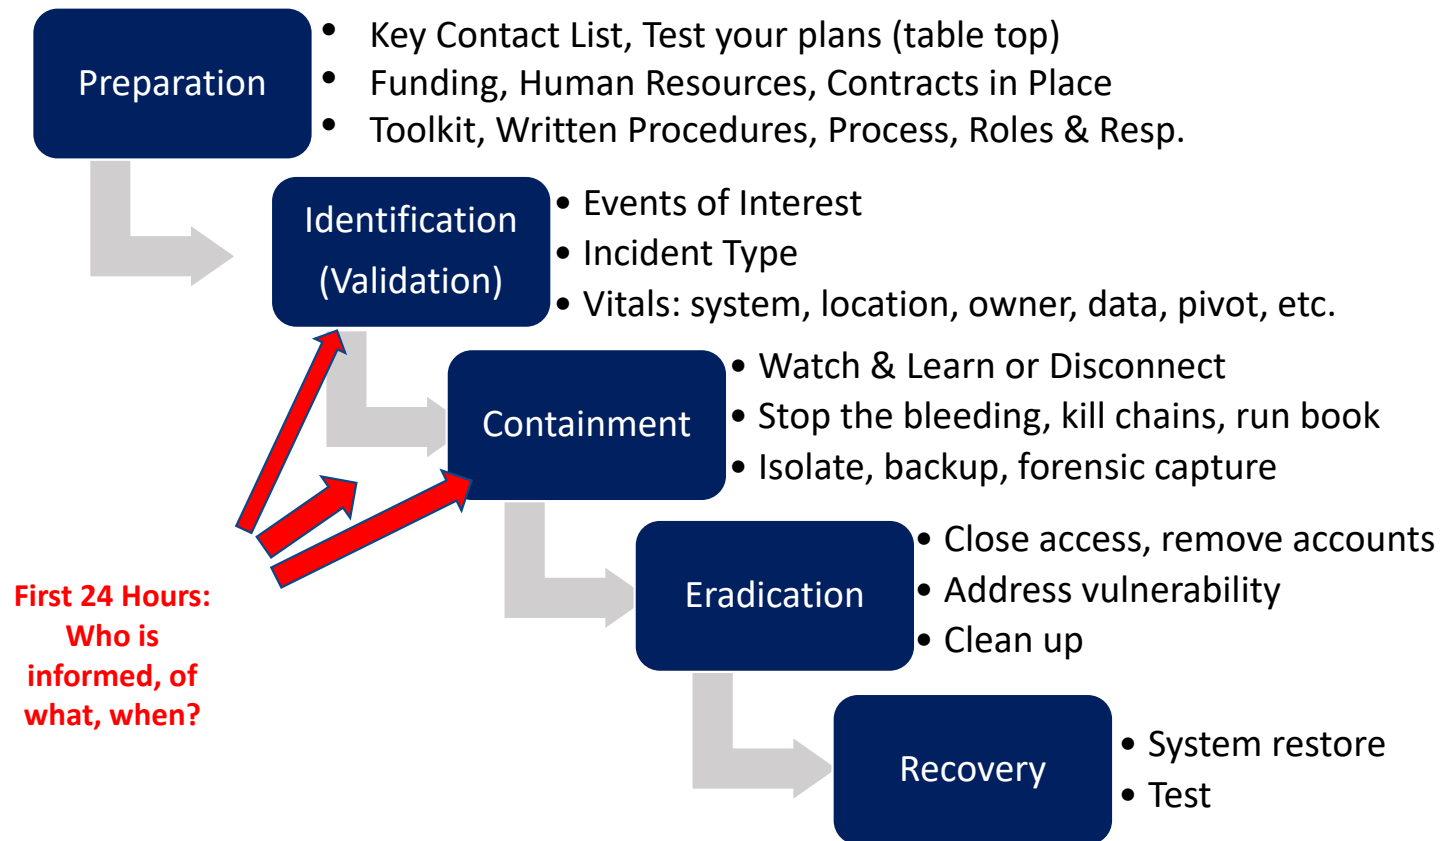 Preparation
• Key Contact List, Test your plans (table top)
• Funding, Human Resources, Contracts in Place
• Toolkit, Written Procedures, Process, Roles & Resp.
Identification
(Validation)
• Events of Interest
• Incident Type
• Vitals: system, location, owner, data, pivot, etc.
Containment
• Watch & Learn or Disconnect
• Stop the bleeding, kill chains, run book
• Isolate, backup, forensic capture
First 24 Hours:
Who is
informed, of
what, when?
Eradication
• Close access, remove accounts
• Address vulnerability
• Clean up
Recovery
• System restore
• Test